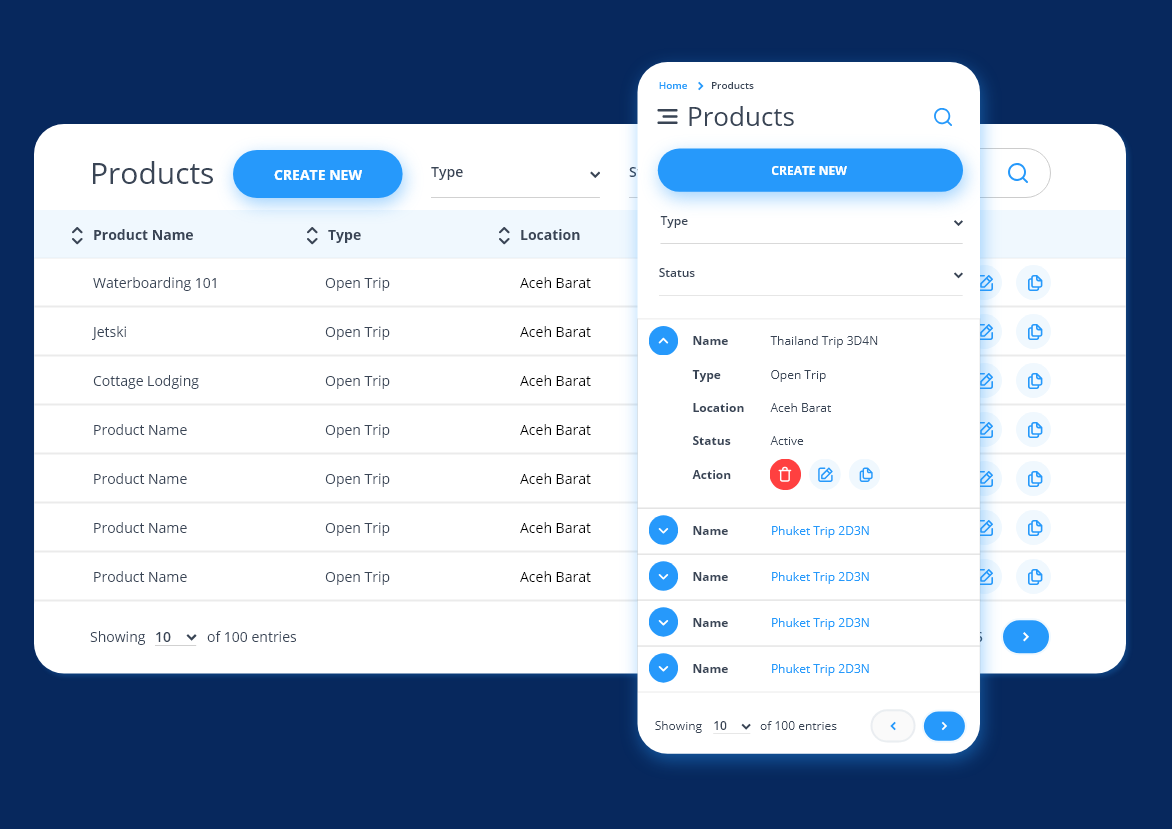 Products
CREATE NEW
Type
Product Name
Type
Location
Waterboarding 101
Open Trip
Aceh Barat
Jetski
Open Trip
Aceh Barat
Cottage Lodging
Open Trip
Aceh Barat
Product Name
Open Trip
Aceh Barat
Product Name
Open Trip
Aceh Barat
Product Name
Open Trip
Aceh Barat
Product Name
Open Trip
Aceh Barat
Showing 10 of 100 entries
Home Products
Products
CREATE NEW
Type
Status
Name Thailand Trip 3D4N
Type Open Trip
Location Aceh Barat
Status Active
Action
Name Phuket Trip 2D3N
Name Phuket Trip 2D3N
Name Phuket Trip 2D3N
Name Phuket Trip 2D3N
Showing 10 of 100 entries